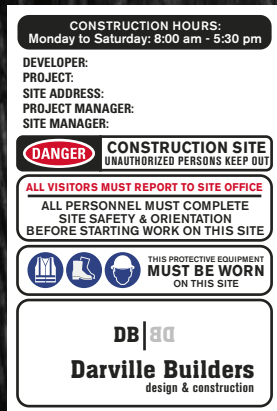 CONSTRUCTION HOURS:
Monday to Saturday: 8:00 am - 5:30 pm
DEVELOPER:
PROJECT:
SITE ADDRESS:
PROJECT MANAGER:
SITE MANAGER:
DANGER
CONSTRUCTION SITE
UNAUTHORIZED PERSONS KEEP OUT
ALL VISITORS MUST REPORT TO SITE OFFICE
ALL PERSONNEL MUST COMPLETE
SITE SAFETY & ORIENTATION
BEFORE STARTING WORK ON THIS SITE
THIS PROTECTIVE EQUIPMENT
MUST BE WORN
ON THIS SITE
DB DB
Darville Builders
design & construction